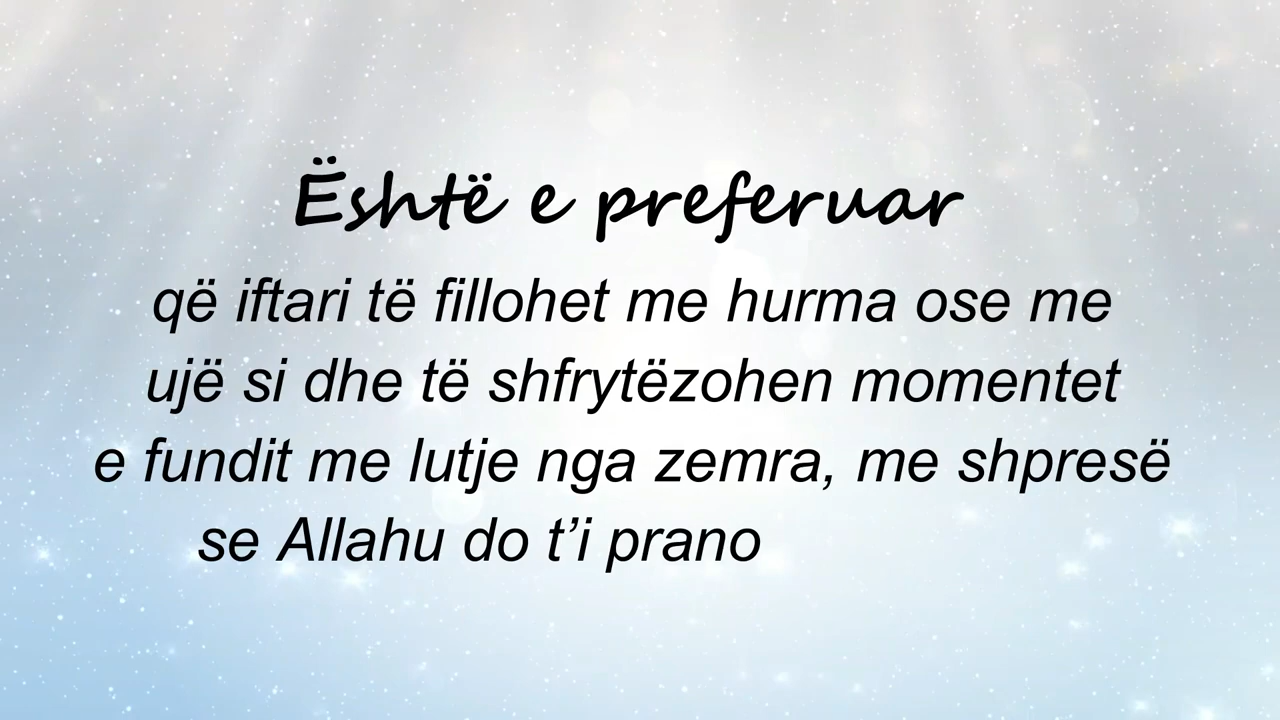 Është e preferuar
që iftari të fillohet me hurma ose me
ujë si dhe të shfrytëzohen momentet
e fundit me lutje nga zemra, me shpresë
se Allahu do t’i prano